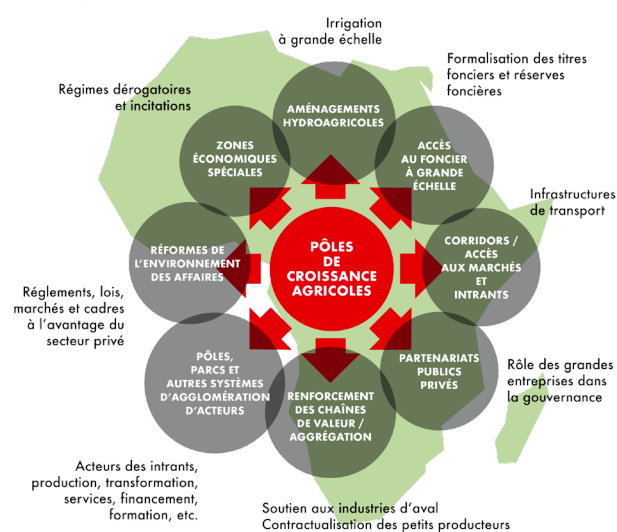 Irrigation
à grande échelle
Formalisation des titres
fonciers et réserves
foncières
Régimes dérogatoires
et incitations
AMÉNAGEMENTS
HYDROAGRICOLES
ZONES
ÉCONOMIQUES
SPÉCIALES
ACCÈS
AU FONCIER
À GRANDE
ÉCHELLE
Infrastructures
de transport
RÉFORMES DE
L'ENVIRONNEMENT
DES AFFAIRES
PÔLES
DE
CROISSANCE
AGRICOLES
CORRIDORS /
ACCÈS
AUX MARCHÉS
ET
INTRANTS
Réglements, lois,
marchés et cadres
à l'avantage du
secteur privé
PÔLES,
PARCS ET
AUTRES SYSTÈMES
D'AGGLOMÉRATION
D'ACTEURS
RENFORCEMENT
DES CHAÎNES
DE VALEUR /
AGGRÉGATION
PARTENARIATS
PUBLICS
PRIVÉS
Rôle des grandes
entreprises dans
la gouvernance
Acteurs des intrants,
production, transformation,
services, financement,
formation, etc.
Soutien aux industries d'aval
Contractualisation des petits producteurs